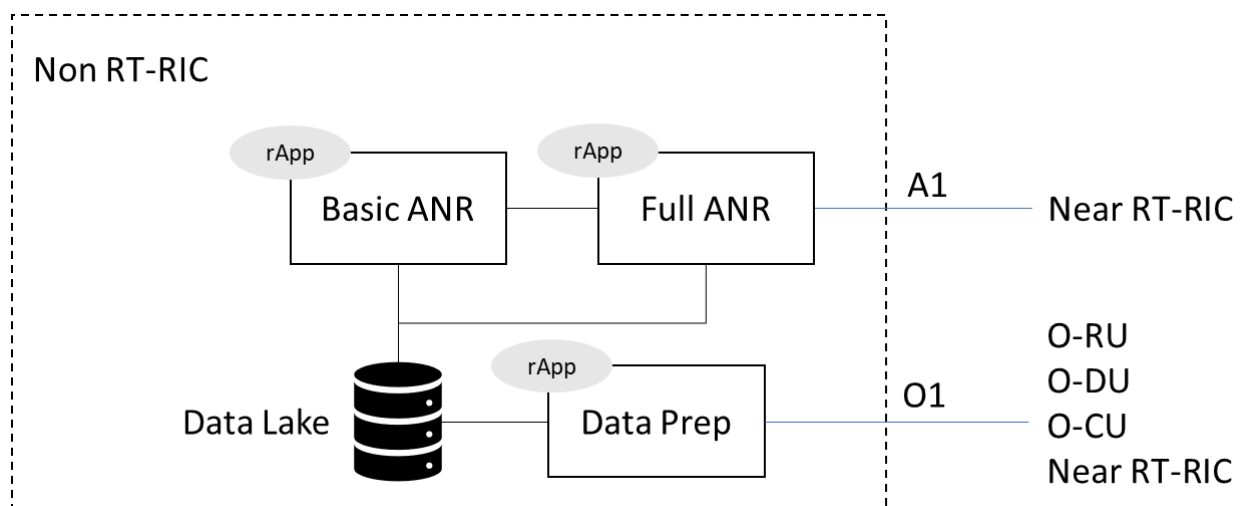 Non RT-RIC
rApp
Basic ANR
rApp
Full ANR
A1
Near RT-RIC
Data Lake
rApp
Data Prep
O1
O-RU
O-DU
O-CU
Near RT-RIC